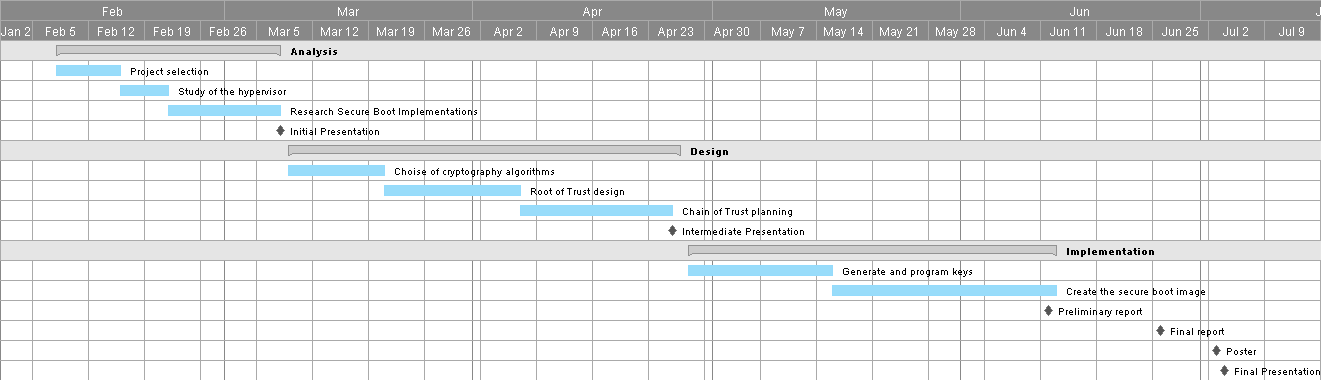 Feb Mar Apr May Jun J
Jan 2 Feb 5 Feb 12 Feb 19 Feb 26 Mar 5 Mar 12 Mar 19 Mar 26 Apr 2 Apr 9 Apr 16 Apr 23 Apr 30 May 7 May 14 May 21 May 28 Jun 4 Jun 11 Jun 18 Jun 25 Jul 2 Jul 9
Analysis
Project selection
Study of the hypervisor
Research Secure Boot Implementations
Initial Presentation
Design
Choise of cryptography algorithms
Root of Trust design
Chain of Trust planning
Intermediate Presentation
Implementation
Generate and program keys
Create the secure boot image
Preliminary report
Final report
Poster
Final Presentation